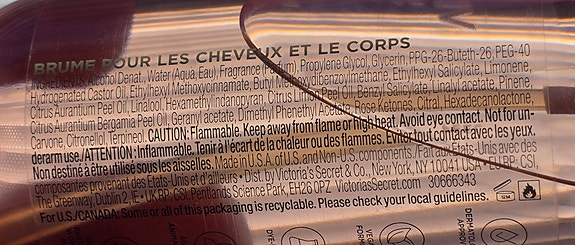 BRUME POUR LES CHEVEUX ET LE CORPS
INGREDIENTS: Alcohol Denat., Water (Aqua, Eau), Fragrance (Parfum), Propylene Glycol, Glycerin, PPG-26-Buteth-26, PEG-40
Hydrogenated Castor Oil, Ethylhexyl Methoxycinnamate, Butyl Methoxydibenzoylmethane, Ethylhexyl Salicylate, Limonene,
Citrus Aurantium Peel Oil, Linalool, Hexamethylindanopyran, Citrus Limon Peel Oil, Benzyl Salicylate, Linalyl acetate, Pinene,
Citrus Aurantium Bergamia Peel Oil, Geranyl acetate, Dimethyl Phenethyl Acetate, Rose Ketones, Citral, Hexadecanolactone,
Carvone, Citronellol, Terpineol. CAUTION: Flammable. Keep away from flame or high heat. Avoid eye contact. Not for un-
derarm use./ATTENTION : Inflammable. Tenir à l'écart de la chaleur ou des flammes. Éviter tout contact avec les yeux.
Non destiné à être utilisé sous les aisselles. Made in U.S.A. of U.S. and Non-U.S. components. / Fait aux États-Unis avec des
composantes provenant des États-Unis et d'ailleurs • Dist. by Victoria's Secret & Co., New York, NY 10041 USA, EU RP: CSI,
The Greenway, Dublin 2, IE • UK RP: CSI, Pentlands Science Park, EH26 0PZ VictoriasSecret.com 30666343
For U.S./CANADA: Some or all of this packaging is recyclable. Please check your local guidelines.